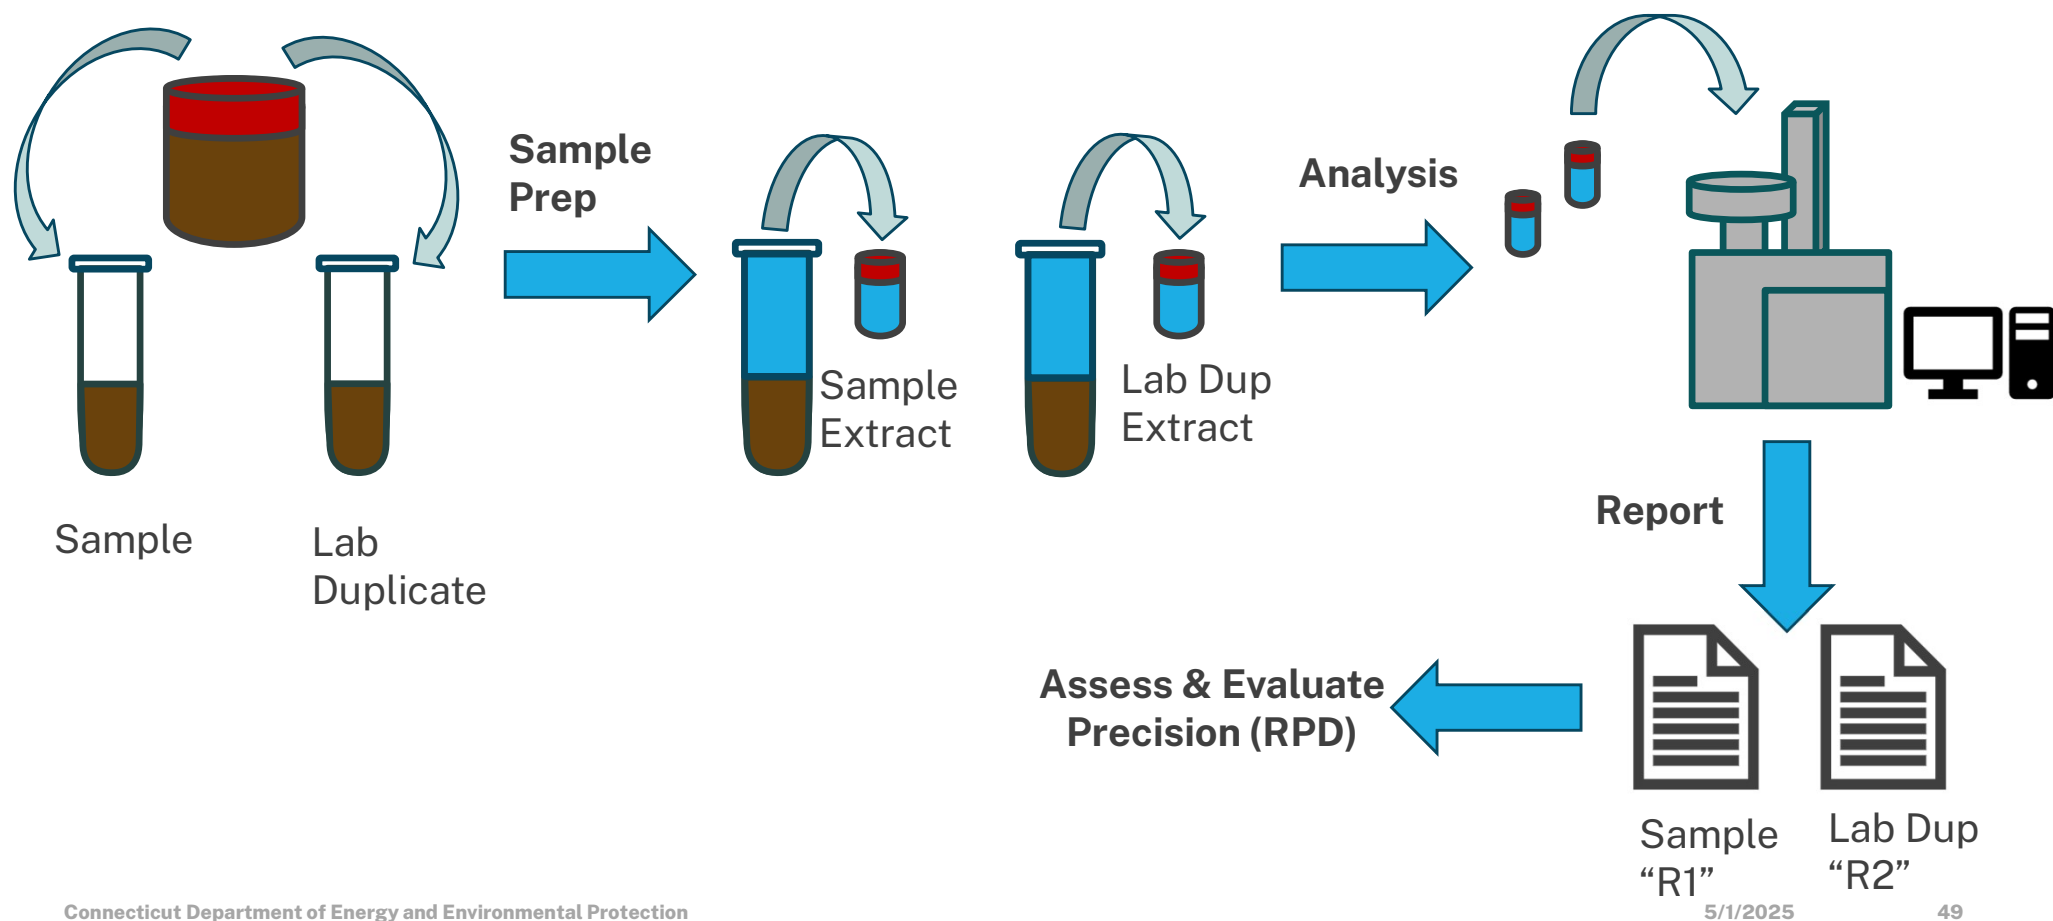 Sample
Prep
Analysis
Sample
Extract
Lab Dup
Extract
Sample
Lab
Duplicate
Report
Assess & Evaluate
Precision (RPD)
Sample
“R1”
Lab Dup
“R2”
Connecticut Department of Energy and Environmental Protection
5/1/2025
49